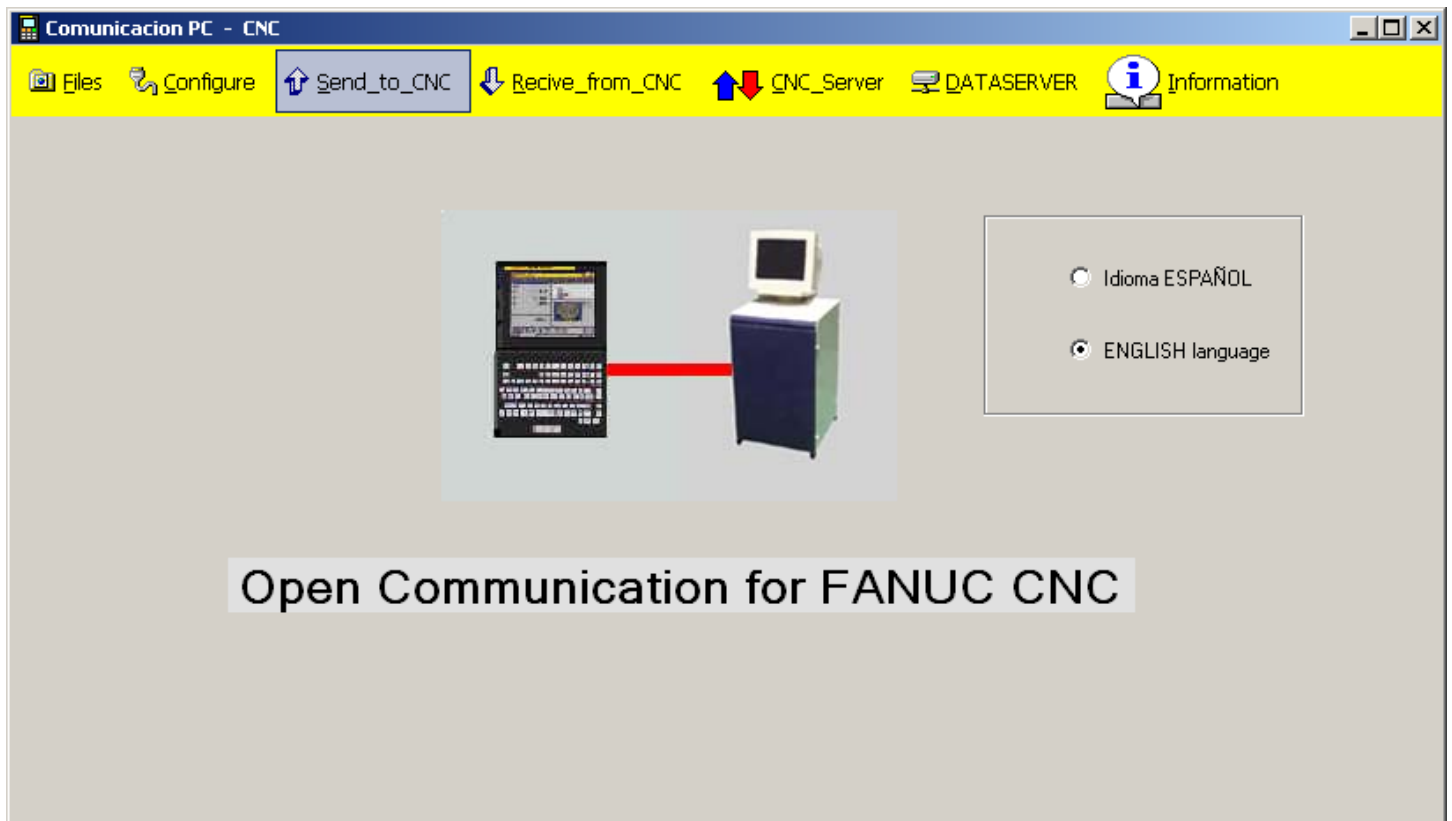 Comunicacion PC - CNC
Files Configure Send_to_CNC Recive_from_CNC CNC_Server DATASERVER Information
Idioma ESPAÑOL
ENGLISH language
Open Communication for FANUC CNC